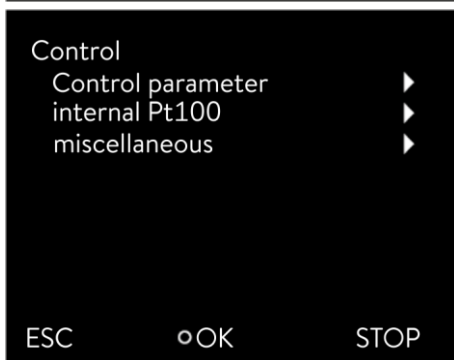 Control
Control parameter
internal Pt100
miscellaneous
ESC OK STOP